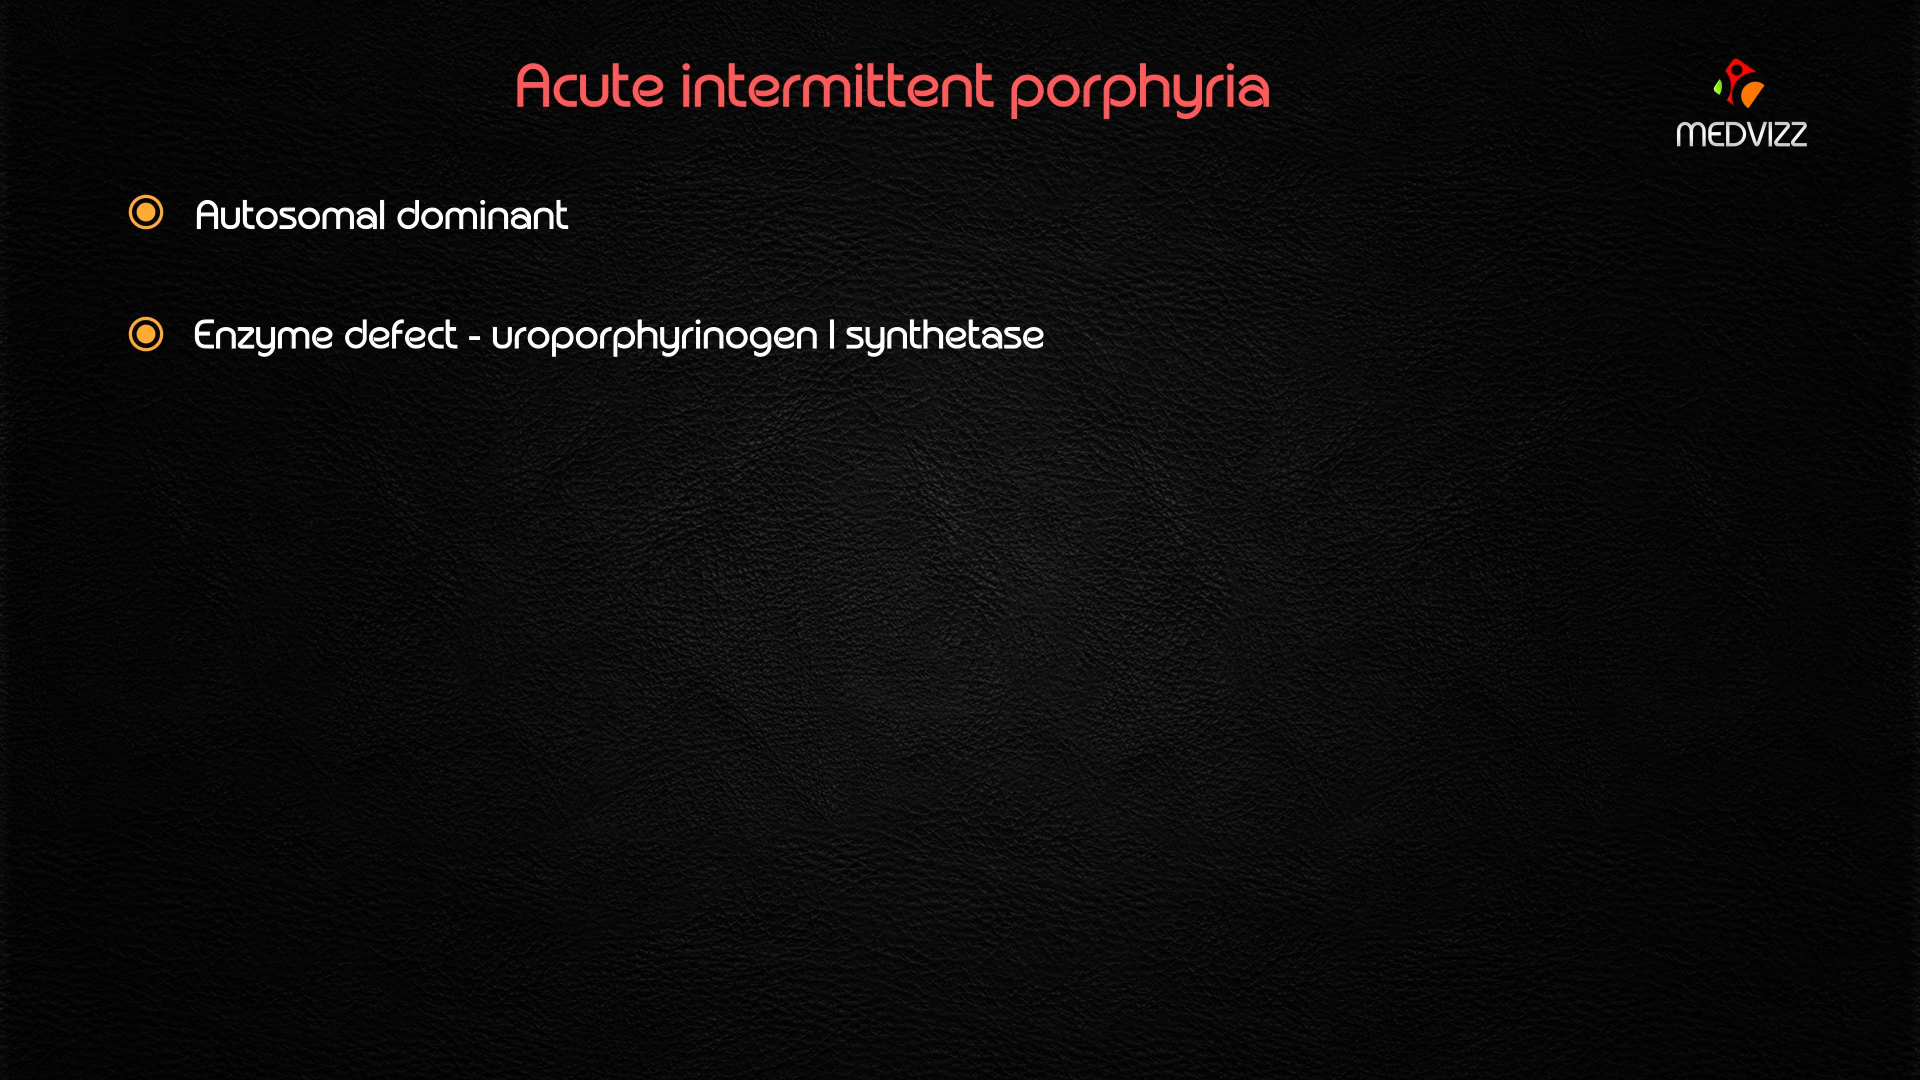 Acute intermittent porphyria
MEDVIZZ
Autosomal dominant
Enzyme defect - uroporphyrinogen I synthetase